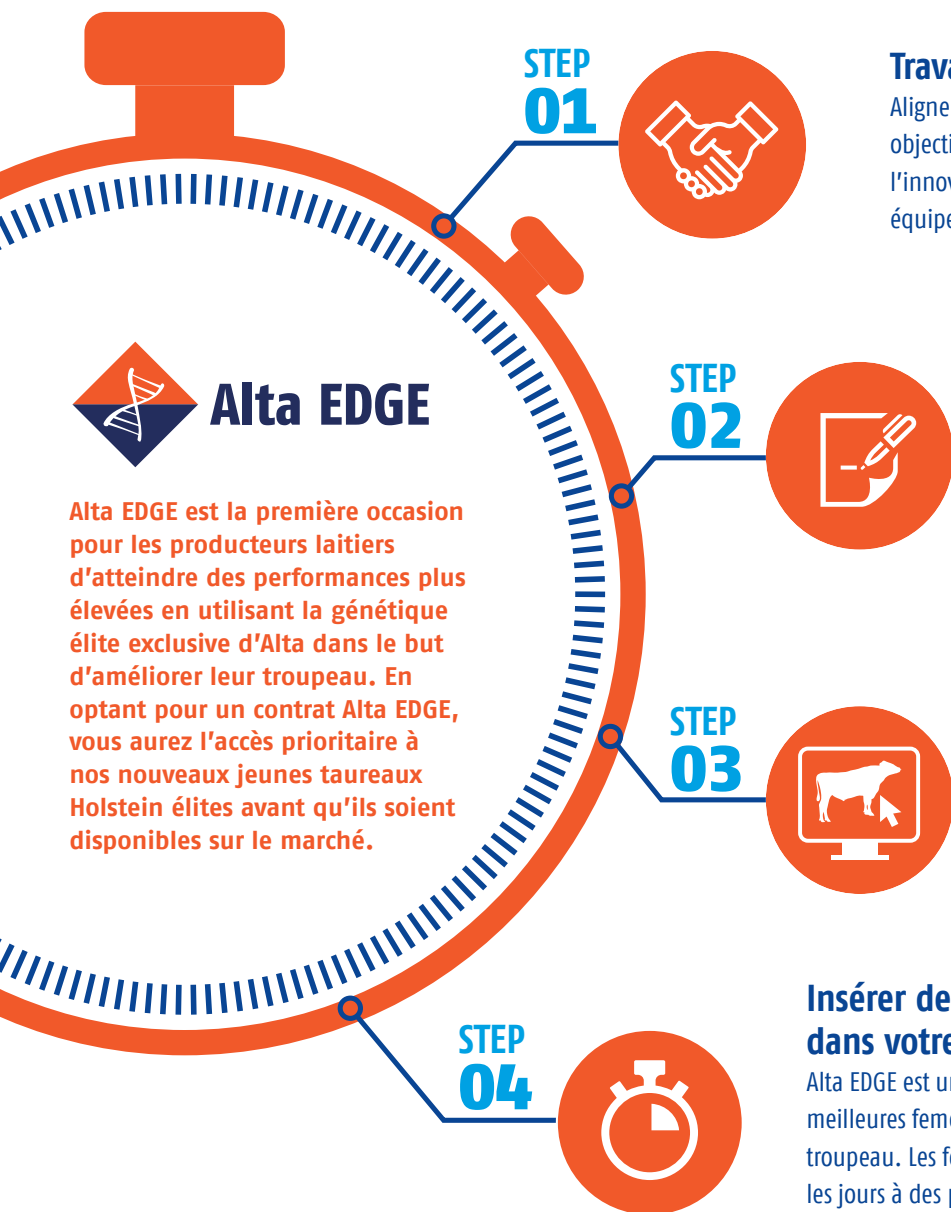 STEP
01
Aligne
l'innov
équipe
STEP
02
Alta EDGE
Alta EDGE est la première occasion
pour les producteurs laitiers
d'atteindre des performances plus
élevées en utilisant la génétique
élite exclusive d'Alta dans le but
d'améliorer leur troupeau. En
optant pour un contrat Alta EDGE,
vous aurez l'accès prioritaire à
nos nouveaux jeunes taureaux
Holstein élites avant qu'ils soient
disponibles sur le marché.
STEP
03
STEP
04
Insérer de
dans votre
Alta EDGE est
meilleures
troupeau. Les
les jours à des